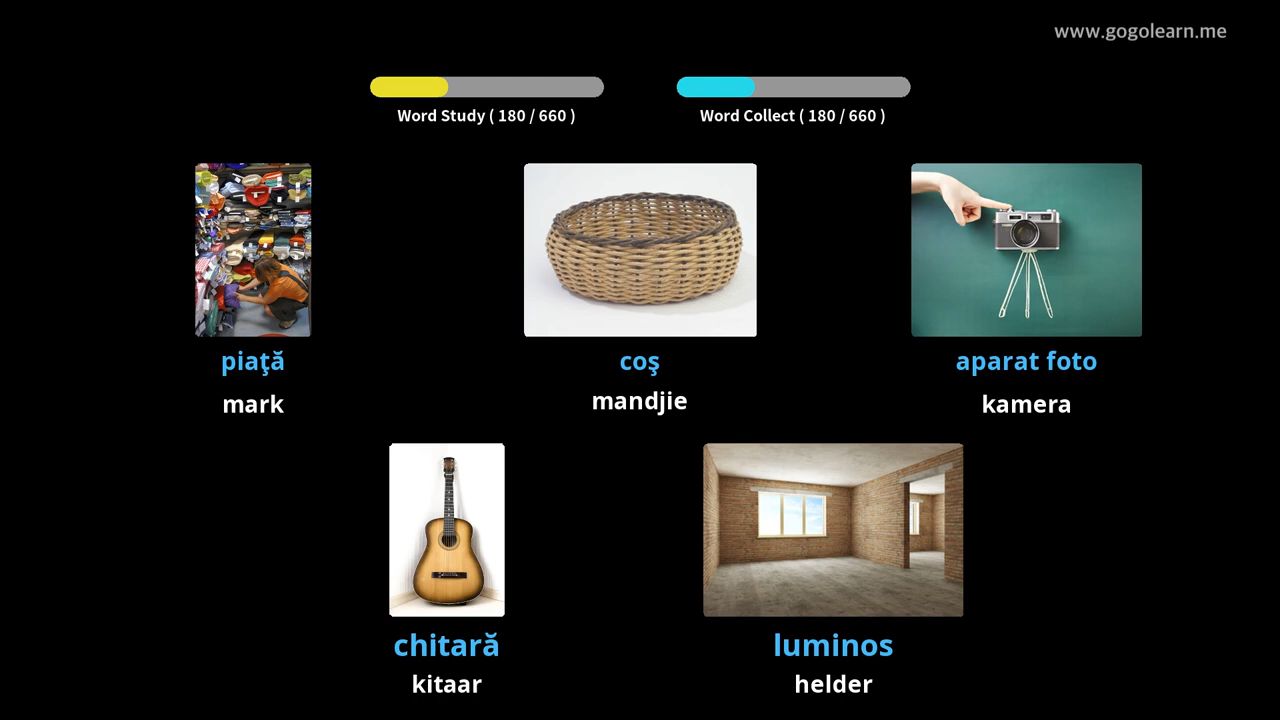 www.gogolearn.me
Word Study ( 180 / 660 )
Word Collect ( 180 / 660 )
piaţă
mark
coş
mandjie
aparat foto
kamera
chitară
kitaar
luminos
helder